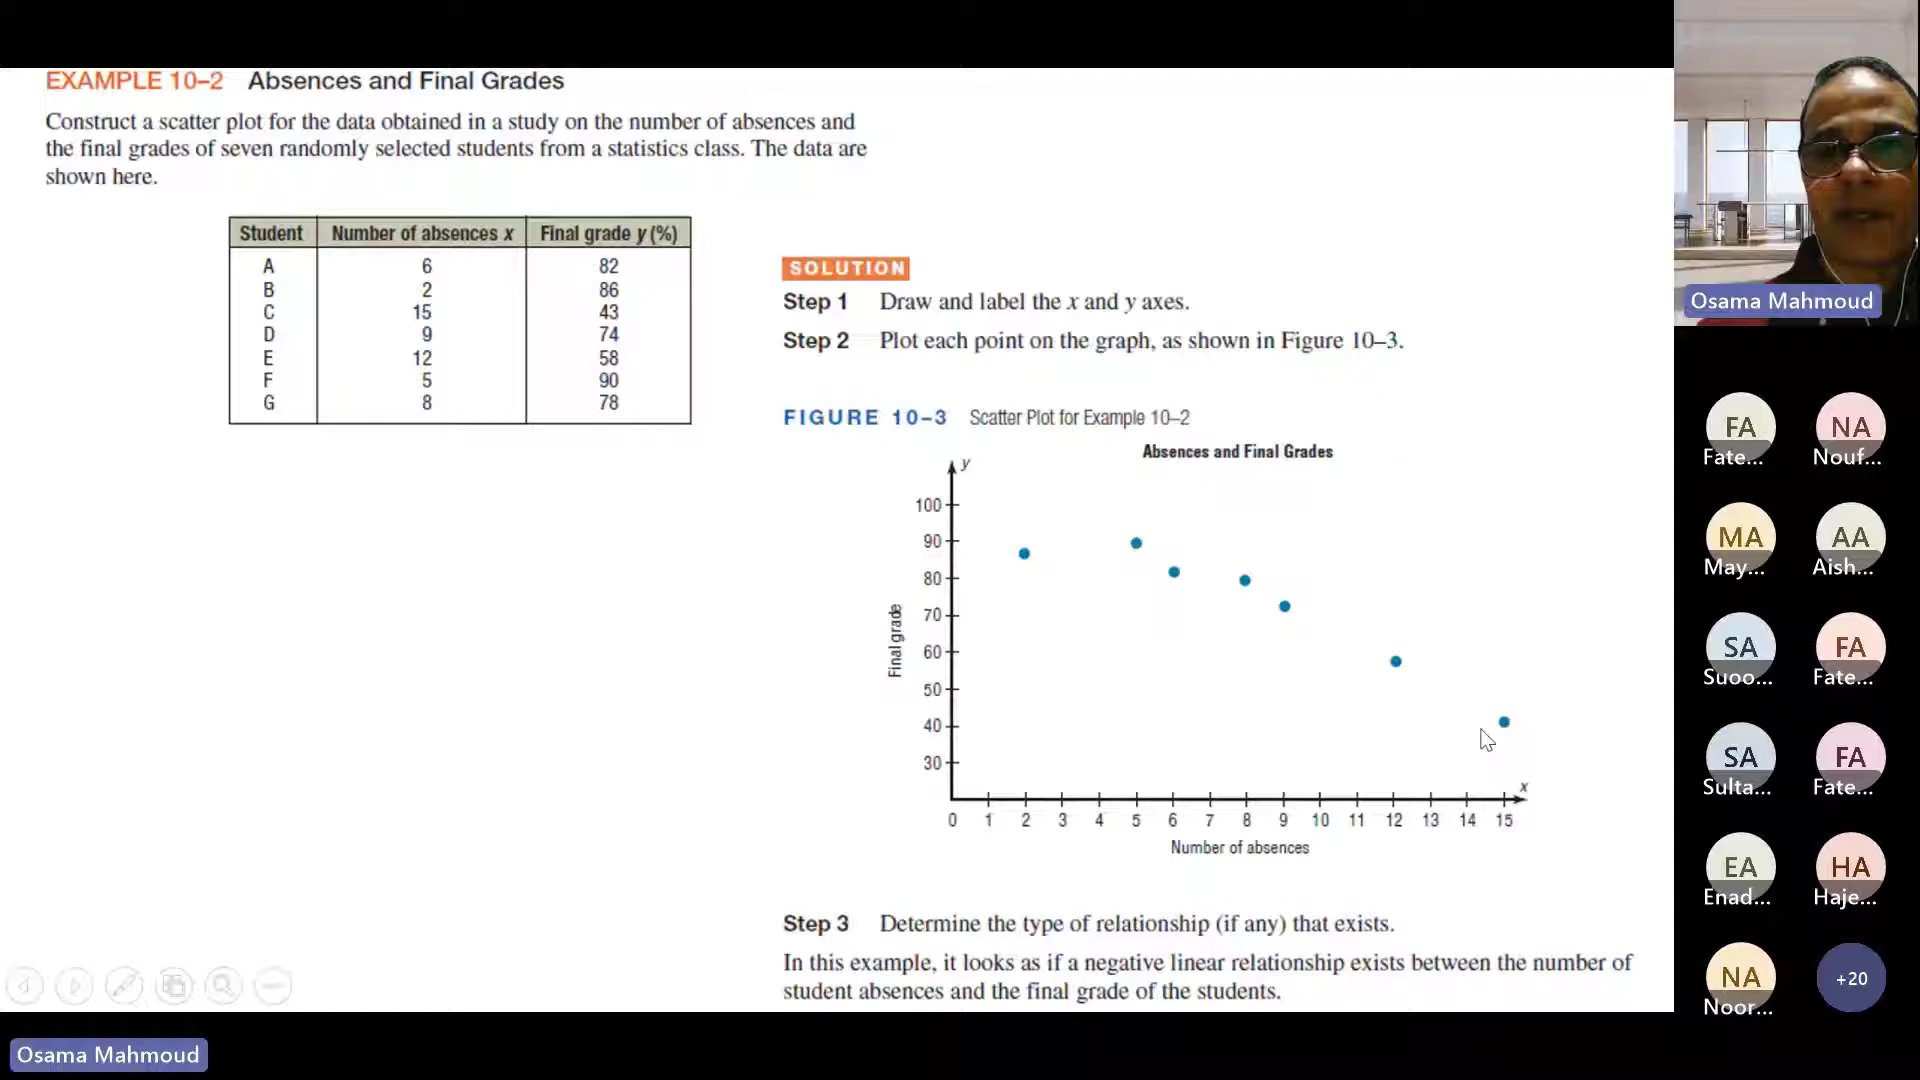 EXAMPLE 10–2 Absences and Final Grades
Construct a scatter plot for the data obtained in a study on the number of absences and
the final grades of seven randomly selected students from a statistics class. The data are
shown here.
Student Number of absences x Final grade y (%)
A 6 82
B 2 86
C 15 43
D 9 74
E 12 58
F 5 90
G 8 78
SOLUTION
Step 1 Draw and label the x and y axes.
Step 2 Plot each point on the graph, as shown in Figure 10–3.
FIGURE 10–3 Scatter Plot for Example 10–2
Absences and Final Grades
y
100
90
80
70
60
50
40
30
Final grade
x
0 1 2 3 4 5 6 7 8 9 10 11 12 13 14 15
Number of absences
Step 3 Determine the type of relationship (if any) that exists.
In this example, it looks as if a negative linear relationship exists between the number of
student absences and the final grade of the students.
Osama Mahmoud
Osama Mahmoud
FA NA
Fate... Nouf...
MA AA
May... Aish...
SA FA
Suoo... Fate...
SA FA
Sulta... Fate...
EA HA
Enad... Haje...
NA +20
Noor...